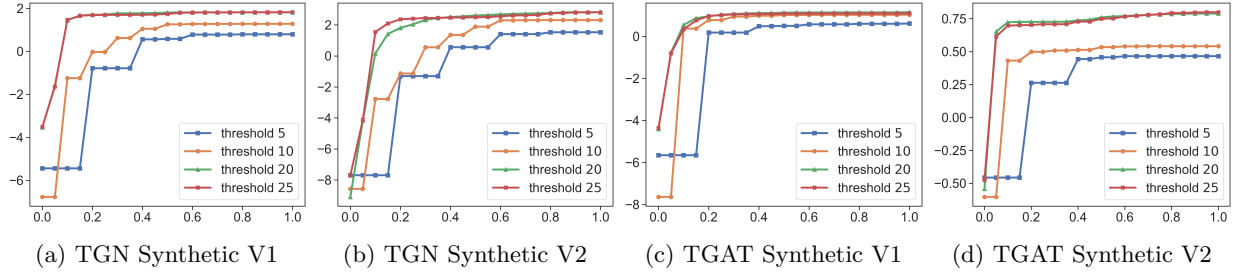 2
0
−2
−4
−6
0.0 0.2 0.4 0.6 0.8 1.0
threshold 5
threshold 10
threshold 20
threshold 25
(a) TGN Synthetic V1
4
2
0
−2
−4
−6
−8
0.0 0.2 0.4 0.6 0.8 1.0
threshold 5
threshold 10
threshold 20
threshold 25
(b) TGN Synthetic V2
0
−2
−4
−6
−8
0.0 0.2 0.4 0.6 0.8 1.0
threshold 5
threshold 10
threshold 20
threshold 25
(c) TGAT Synthetic V1
0.75
0.50
0.25
0.00
−0.25
−0.50
0.0 0.2 0.4 0.6 0.8 1.0
threshold 5
threshold 10
threshold 20
threshold 25
(d) TGAT Synthetic V2